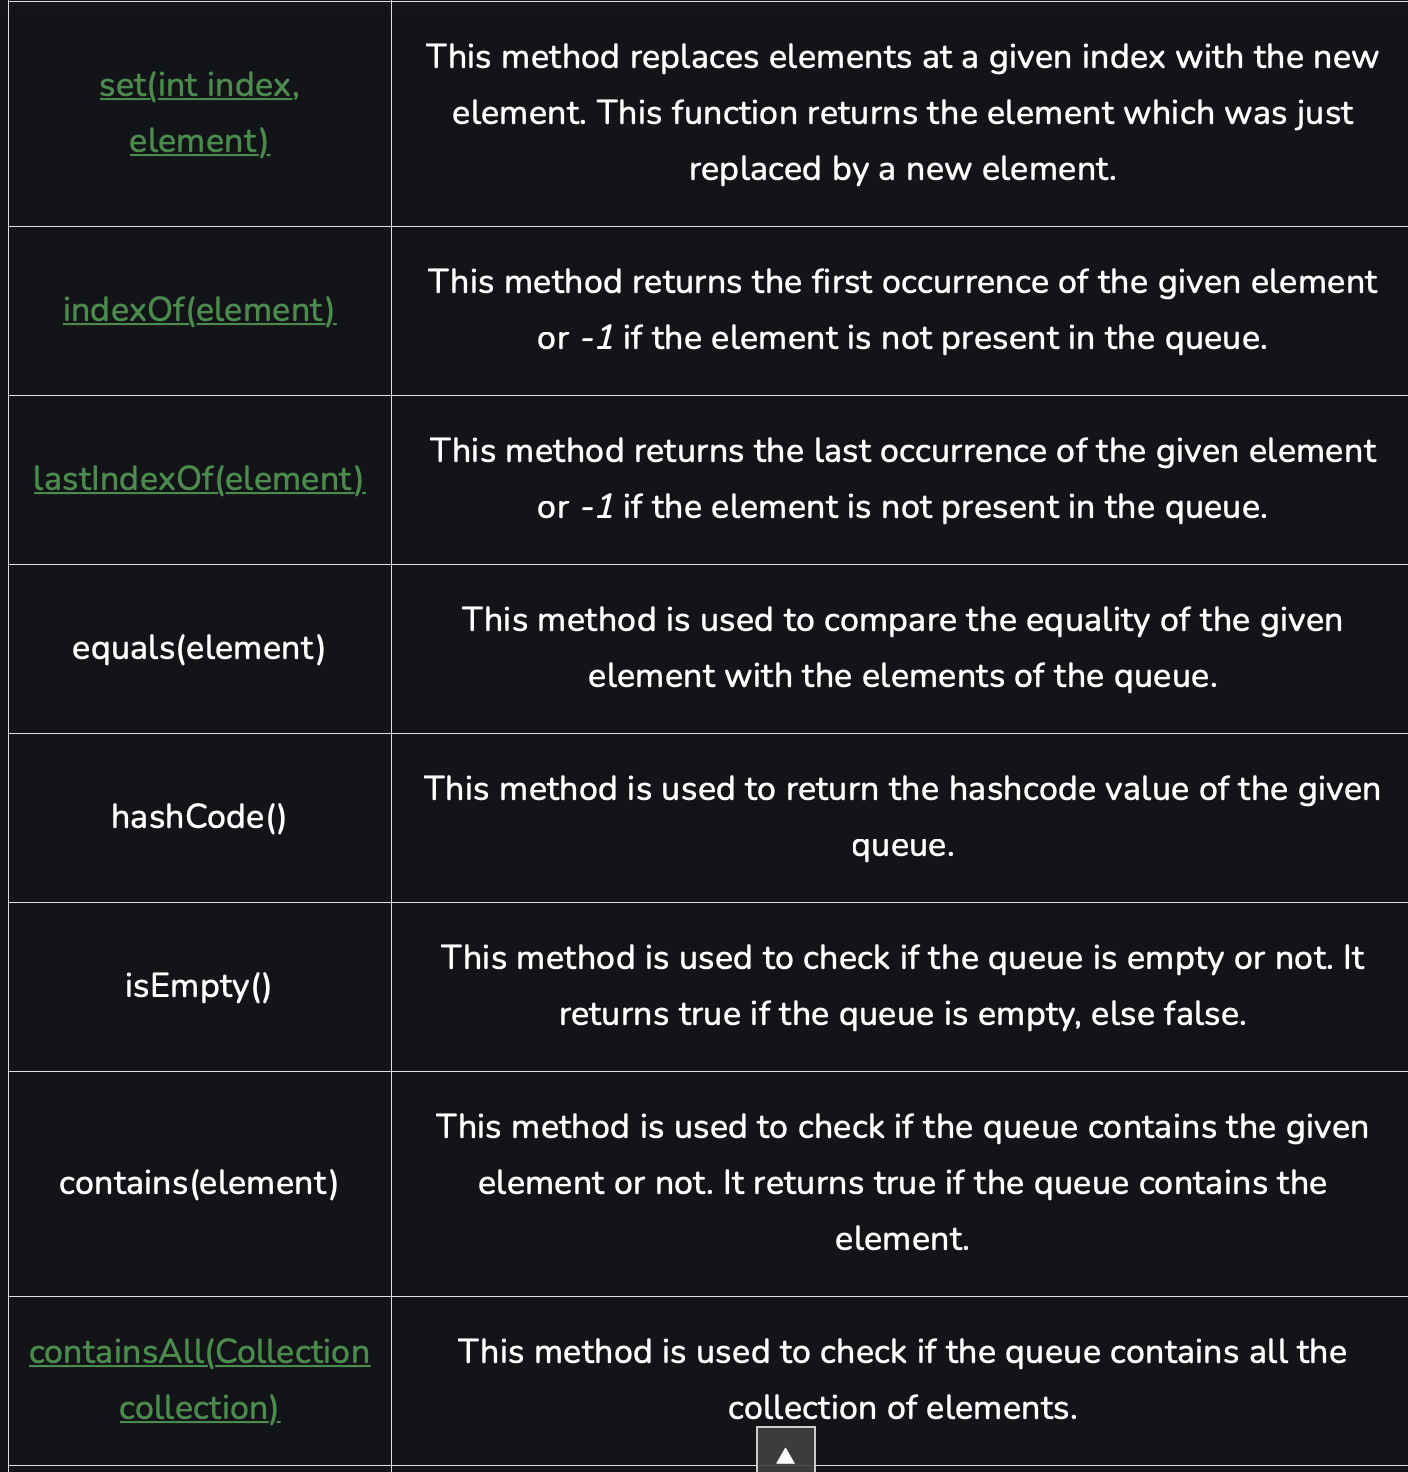 set(int index,
element)
This method replaces elements at a given index with the new
element. This function returns the element which was just
replaced by a new element.
indexOf(element)
This method returns the first occurrence of the given element
or -1 if the element is not present in the queue.
lastIndexOf(element)
This method returns the last occurrence of the given element
or -1 if the element is not present in the queue.
equals(element)
This method is used to compare the equality of the given
element with the elements of the queue.
hashCode()
This method is used to return the hashcode value of the given
queue.
isEmpty()
This method is used to check if the queue is empty or not. It
returns true if the queue is empty, else false.
contains(element)
This method is used to check if the queue contains the given
element or not. It returns true if the queue contains the
element.
containsAll(Collection
collection)
This method is used to check if the queue contains all the
collection of elements.